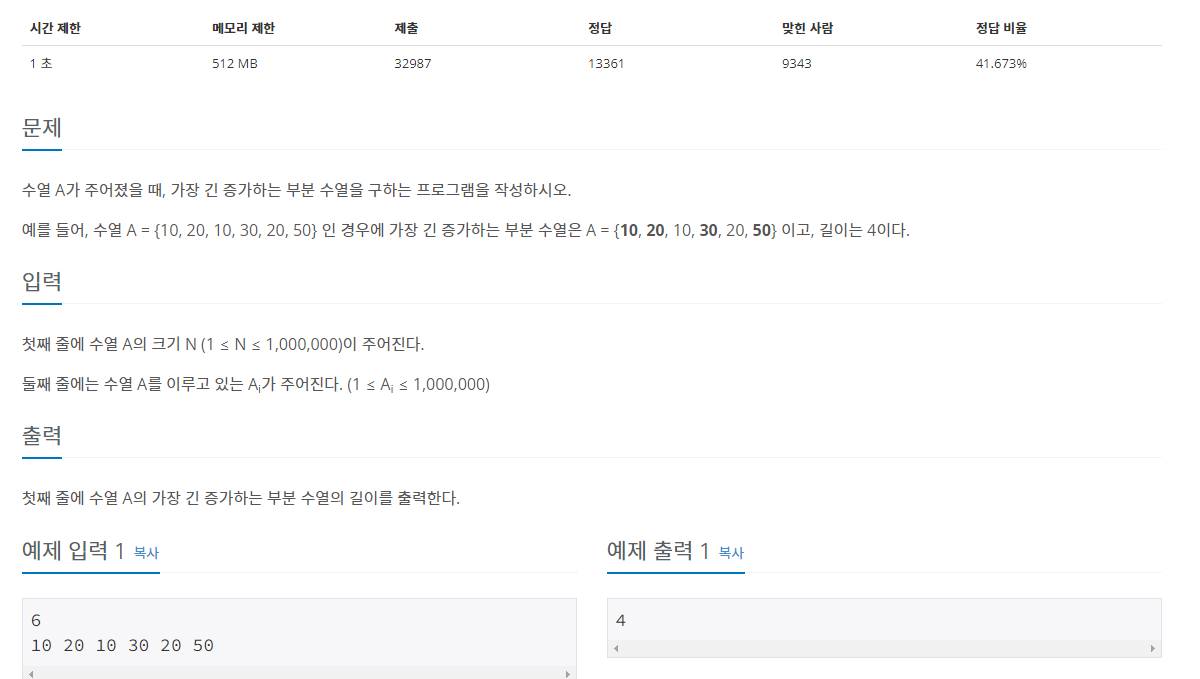 시간 제한 메모리 제한 제출 정답 맞힌 사람 정답 비율
1 초 512 MB 32987 13361 9343 41.673%
문제
수열 A가 주어졌을 때, 가장 긴 증가하는 부분 수열을 구하는 프로그램을 작성하시오.
예를 들어, 수열 A = {10, 20, 10, 30, 20, 50} 인 경우에 가장 긴 증가하는 부분 수열은 A = {10, 20, 10, 30, 20, 50} 이고, 길이는 4이다.
입력
첫째 줄에 수열 A의 크기 N (1 ≤ N ≤ 1,000,000)이 주어진다.
둘째 줄에는 수열 A를 이루고 있는 Ai가 주어진다. (1 ≤ Ai ≤ 1,000,000)
출력
첫째 줄에 수열 A의 가장 긴 증가하는 부분 수열의 길이를 출력한다.
예제 입력 1 복사
6
10 20 10 30 20 50
예제 출력 1 복사
4